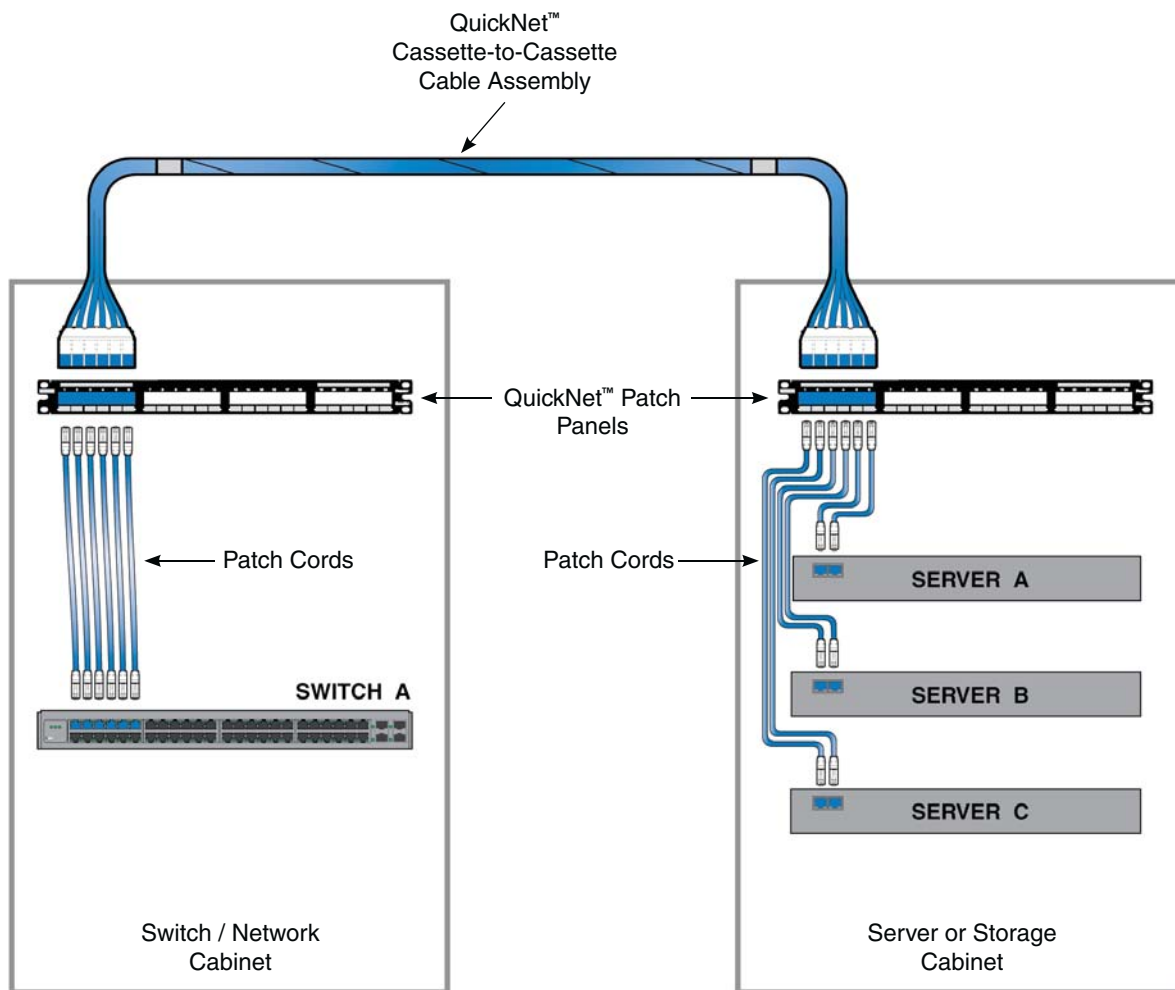 QuickNet™
Cassette-to-Cassette
Cable Assembly
QuickNet™ Patch
Panels
Patch Cords
Patch Cords
SERVER A
SWITCH A
SERVER B
SERVER C
Switch / Network
Cabinet
Server or Storage
Cabinet